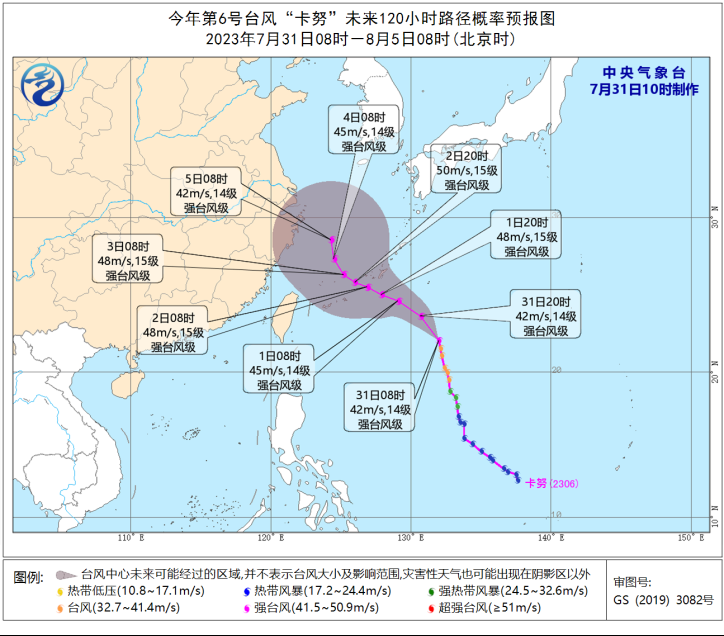 今年第6号台风“卡努”未来120小时路径概率预报图
2023年7月31日08时－8月5日08时(北京时)
中央气象台
7月31日10时制作
4日08时
45m/s,14级
强台风级
2日20时
50m/s,15级
强台风级
5日08时
42m/s,14级
强台风级
1日20时
48m/s,15级
强台风级
3日08时
48m/s,15级
强台风级
31日20时
42m/s,14级
强台风级
2日08时
48m/s,15级
强台风级
1日08时
45m/s,14级
强台风级
31日08时
42m/s,14级
强台风级
卡努(2306)
30°N
20°N
10°N
20
10
110°E
120°E
130°E
140°E
150°E
图例:
台风中心未来可能经过的区域,并不表示台风大小及影响范围,灾害性天气也可能出现在阴影区以外
热带低压(10.8~17.1m/s)
热带风暴(17.2~24.4m/s)
强热带风暴(24.5~32.6m/s)
台风(32.7~41.4m/s)
强台风(41.5~50.9m/s)
超强台风(≥51m/s)
审图号:
GS (2019) 3082号